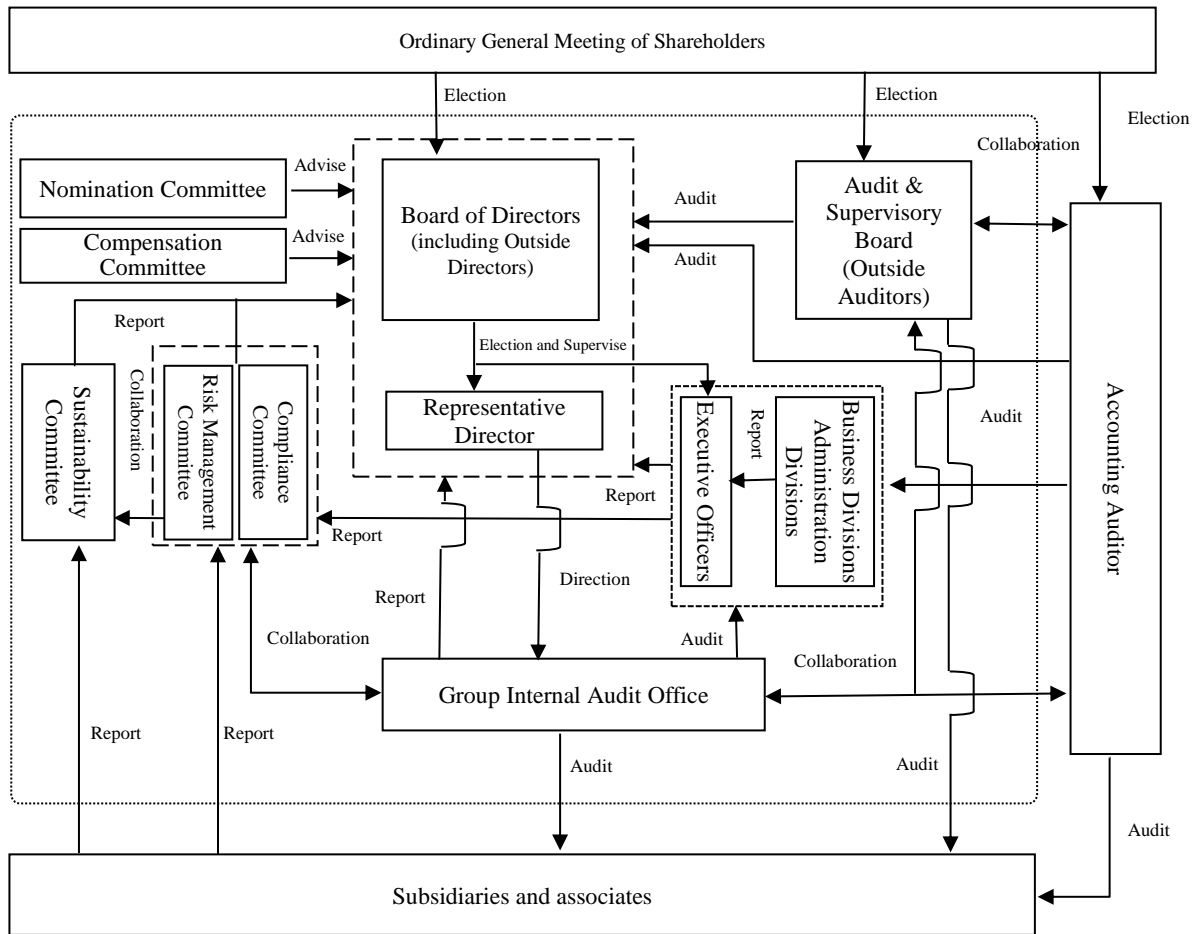 Ordinary General Meeting of Shareholders
Election
Election
Election
Collaboration
Nomination Committee
Advise
Compensation
Committee
Advise
Board of Directors
(including Outside
Directors)
Audit
Audit
Audit &
Supervisory
Board
(Outside
Auditors)
Report
Election and Supervise
Representative
Director
Sustainability
Committee
Collaboration
Risk Management
Committee
Compliance
Committee
Executive Officers
Report
Business Divisions
Administration
Divisions
Audit
Accounting Auditor
Report
Report
Direction
Report
Collaboration
Audit
Collaboration
Group Internal Audit Office
Report
Report
Audit
Audit
Audit
Subsidiaries and associates